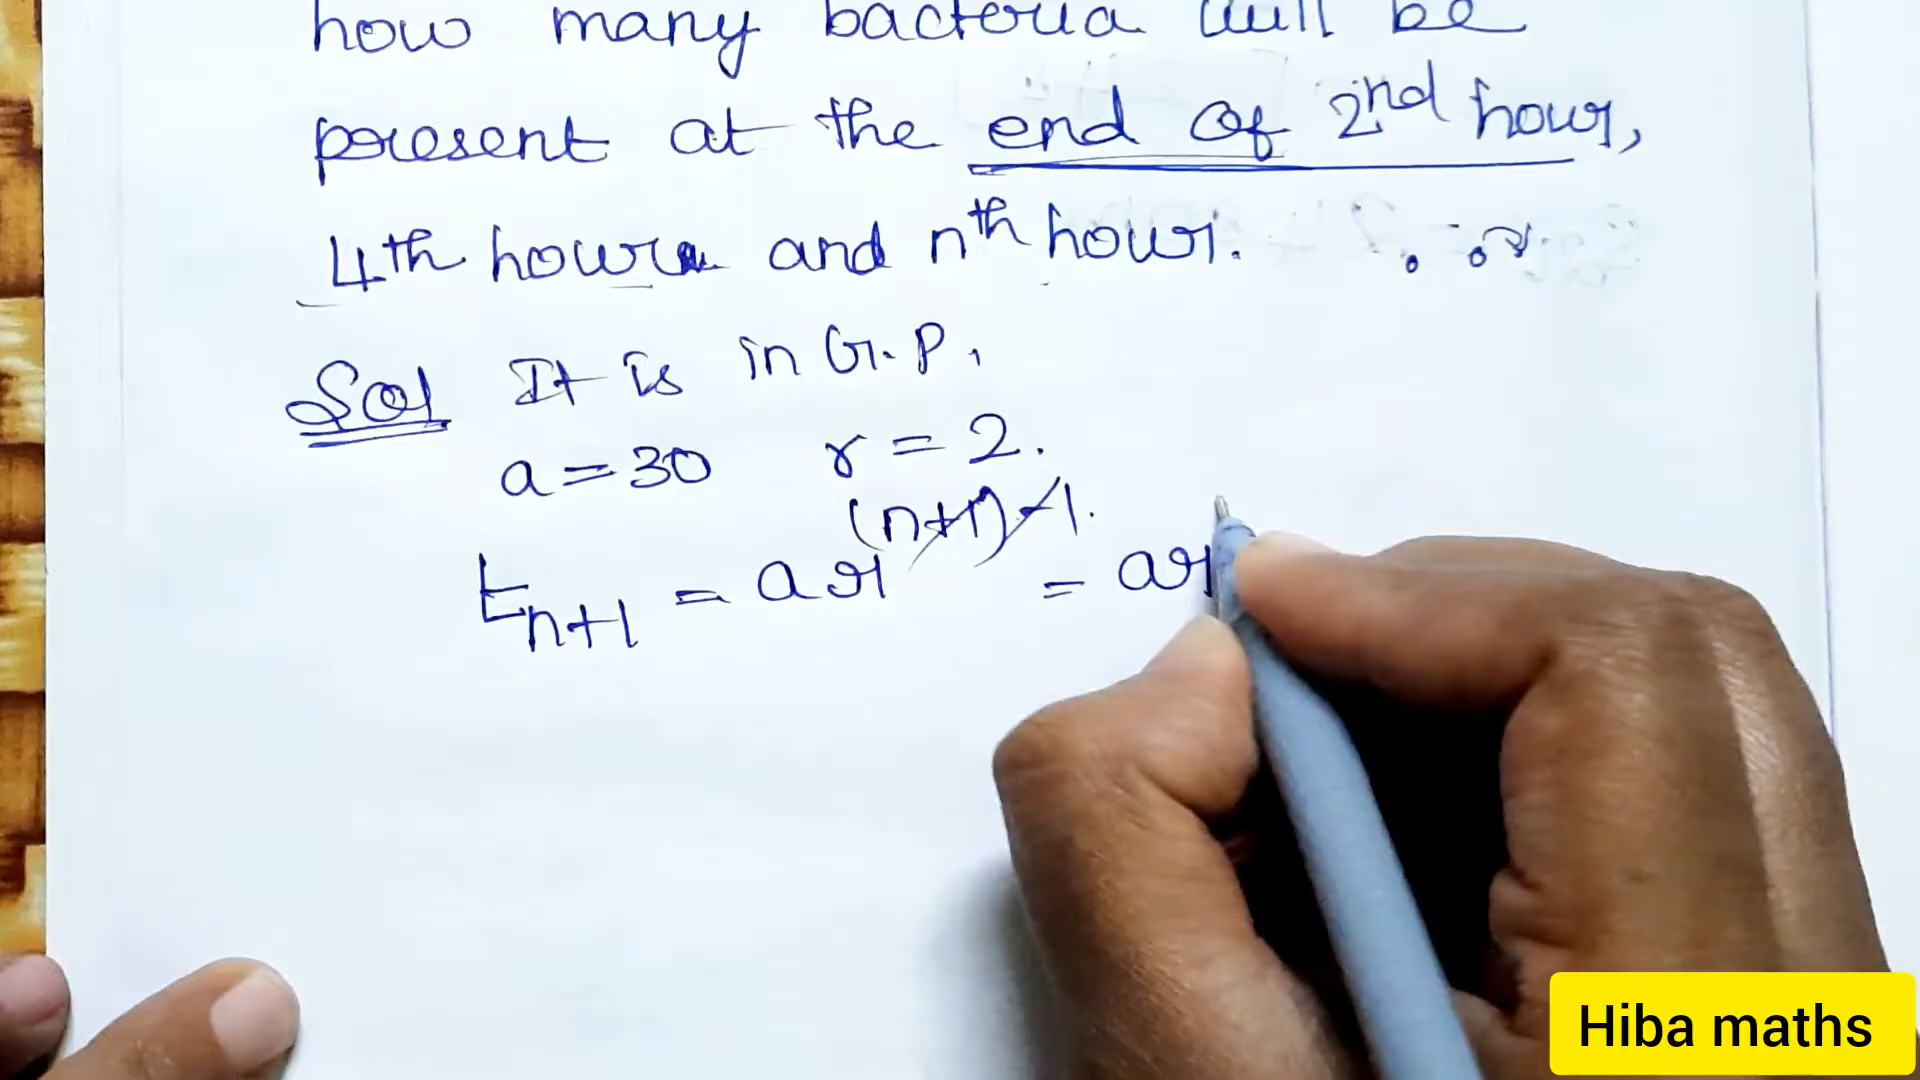 how many bacteria will be
present at the end of 2nd hour,
4th hour and nth hour.
Sol It is in G.P.
a = 30 r = 2.
(n+1)-1.
tn+1 = ar = ar
Hiba maths